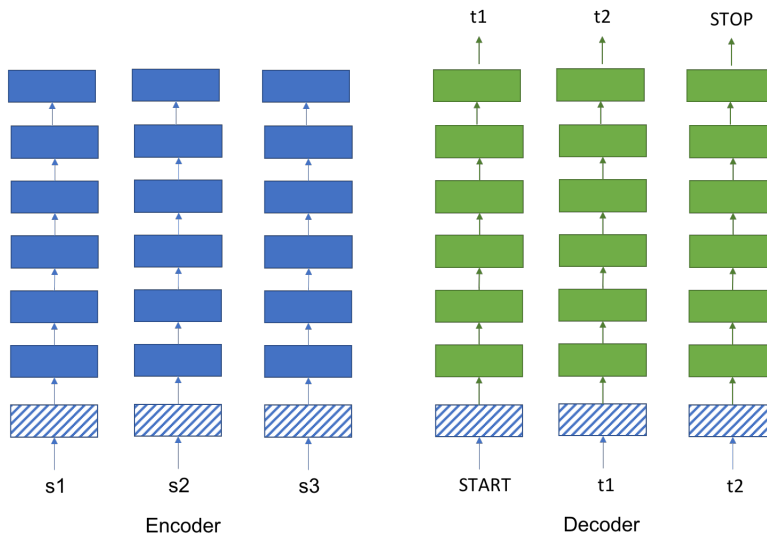 t1 t2 STOP
s1 s2 s3 START t1 t2
Encoder Decoder